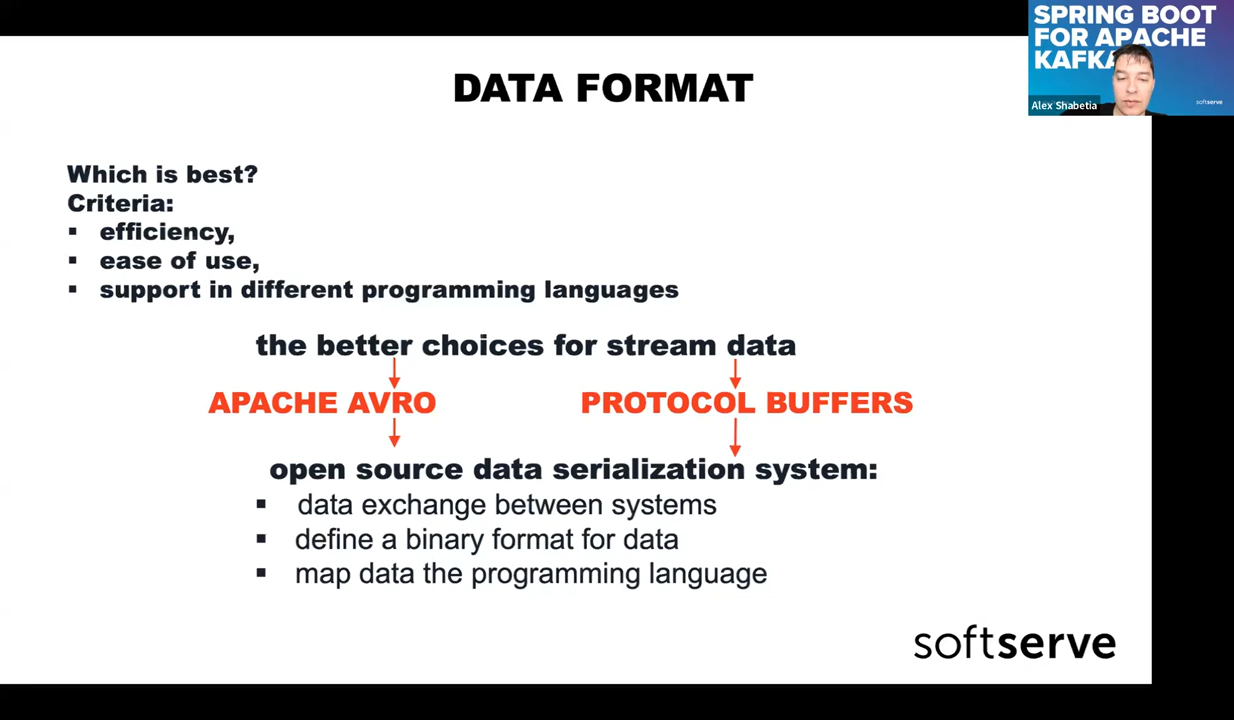 SPRING BOOT
FOR APACHE
KAFKA
Alex Shabetia
softserve
DATA FORMAT
Which is best?
Criteria:
▪ efficiency,
▪ ease of use,
▪ support in different programming languages
the better choices for stream data
APACHE AVRO
PROTOCOL BUFFERS
open source data serialization system:
▪ data exchange between systems
▪ define a binary format for data
▪ map data the programming language
softserve